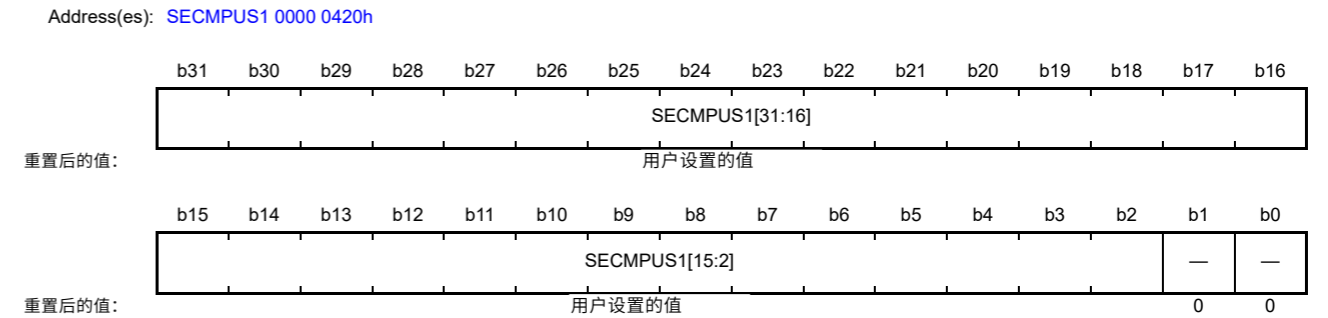 Address(es): SECMPUS1 0000 0420h
b31 b30 b29 b28 b27 b26 b25 b24 b23 b22 b21 b20 b19 b18 b17 b16
SECMPUS1[31:16]
重置后的值： 用户设置的值
b15 b14 b13 b12 b11 b10 b9 b8 b7 b6 b5 b4 b3 b2 b1 b0
SECMPUS1[15:2] — —
重置后的值： 用户设置的值 0 0